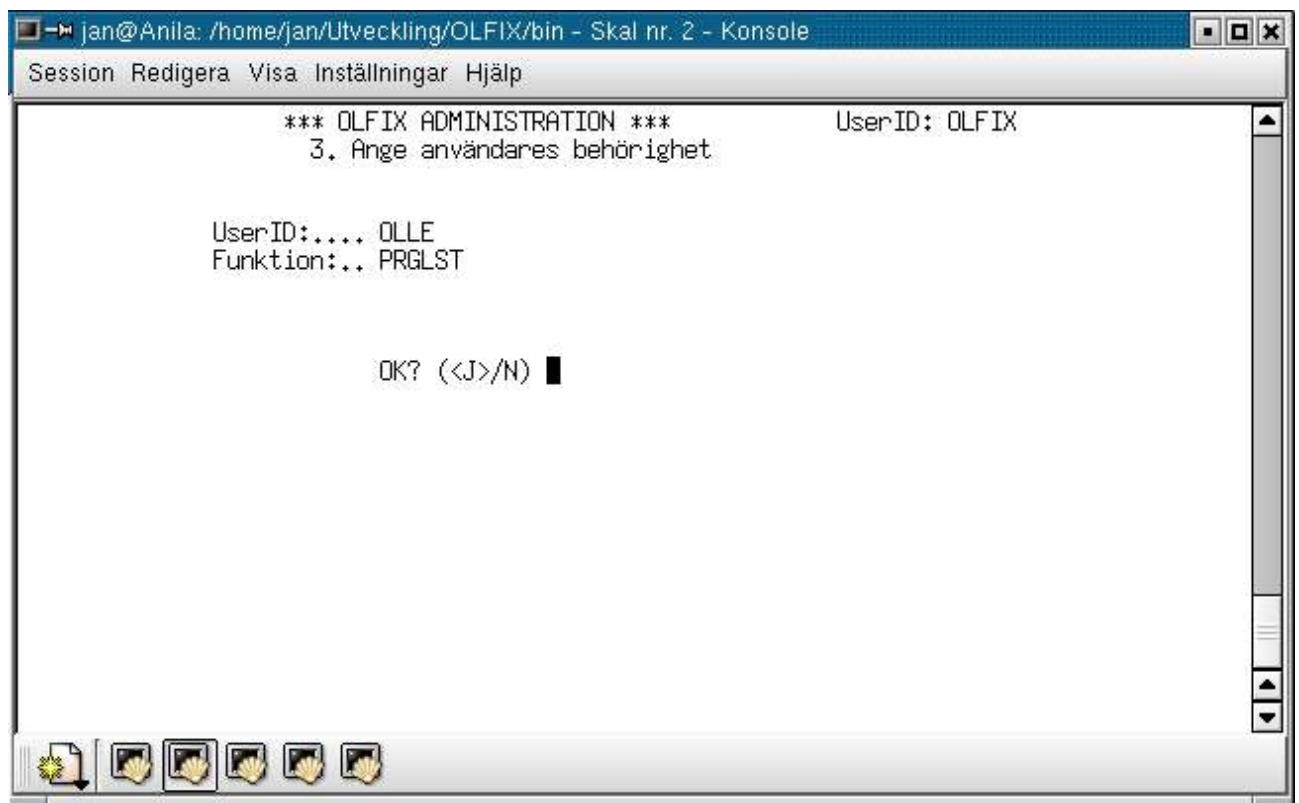 jan@Anila: /home/jan/Utveckling/OLFIX/bin - Skal nr. 2 - Konsole
Session Redigera Visa Inställningar Hjälp
*** OLFIX ADMINISTRATION *** UserID: OLFIX
3. Ange användares behörighet
UserID:.... OLLE
Funktion:.. PRGLST
OK? (<J>/N)